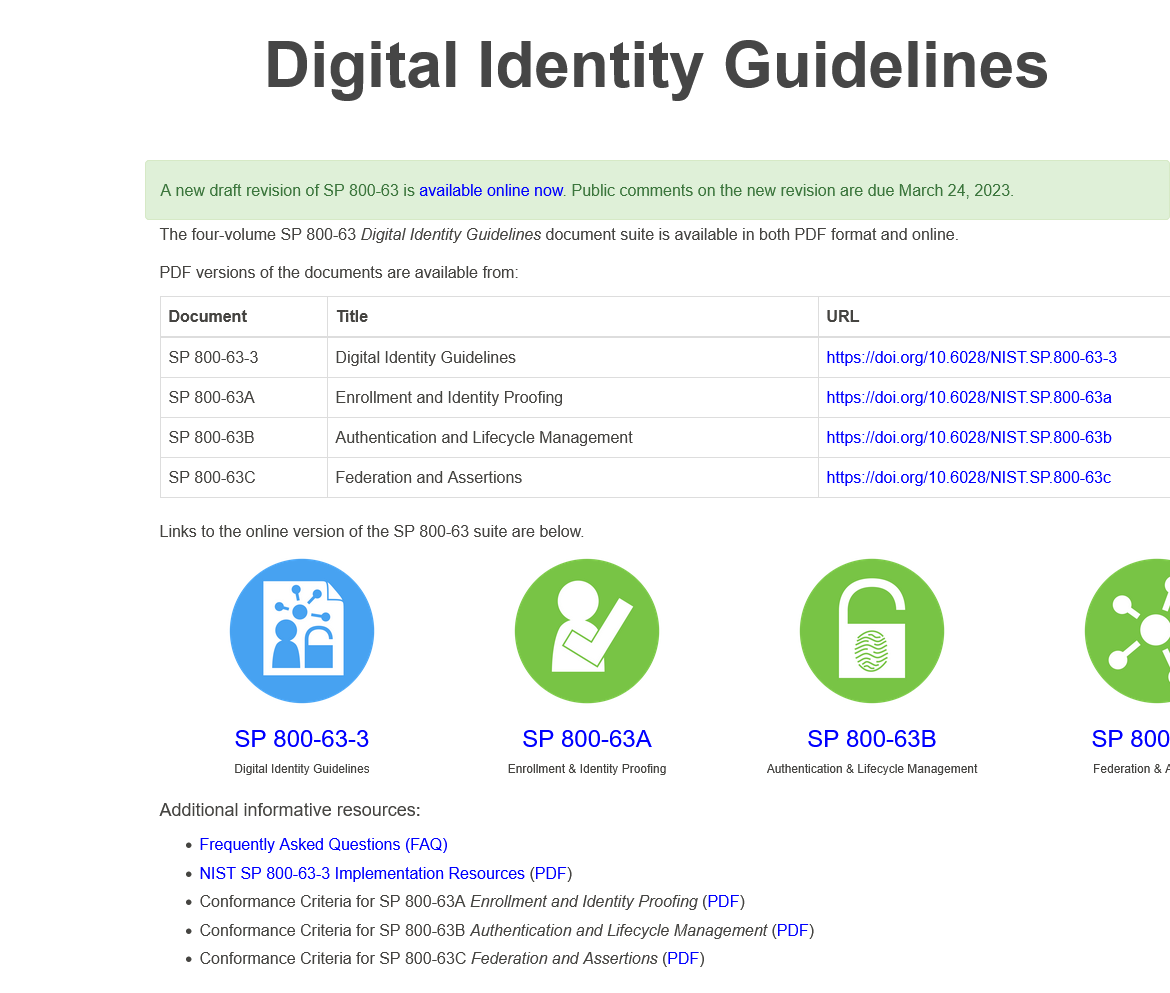 Digital Identity Guidelines
A new draft revision of SP 800-63 is available online now. Public comments on the new revision are due March 24, 2023.
The four-volume SP 800-63 Digital Identity Guidelines document suite is available in both PDF format and online.
PDF versions of the documents are available from:
Document Title URL
SP 800-63-3 Digital Identity Guidelines https://doi.org/10.6028/NIST.SP.800-63-3
SP 800-63A Enrollment and Identity Proofing https://doi.org/10.6028/NIST.SP.800-63a
SP 800-63B Authentication and Lifecycle Management https://doi.org/10.6028/NIST.SP.800-63b
SP 800-63C Federation and Assertions https://doi.org/10.6028/NIST.SP.800-63c
Links to the online version of the SP 800-63 suite are below.
SP 800-63-3 SP 800-63A SP 800-63B SP 800
Digital Identity Guidelines Enrollment & Identity Proofing Authentication & Lifecycle Management Federation &
Additional informative resources:
• Frequently Asked Questions (FAQ)
• NIST SP 800-63-3 Implementation Resources (PDF)
• Conformance Criteria for SP 800-63A Enrollment and Identity Proofing (PDF)
• Conformance Criteria for SP 800-63B Authentication and Lifecycle Management (PDF)
• Conformance Criteria for SP 800-63C Federation and Assertions (PDF)